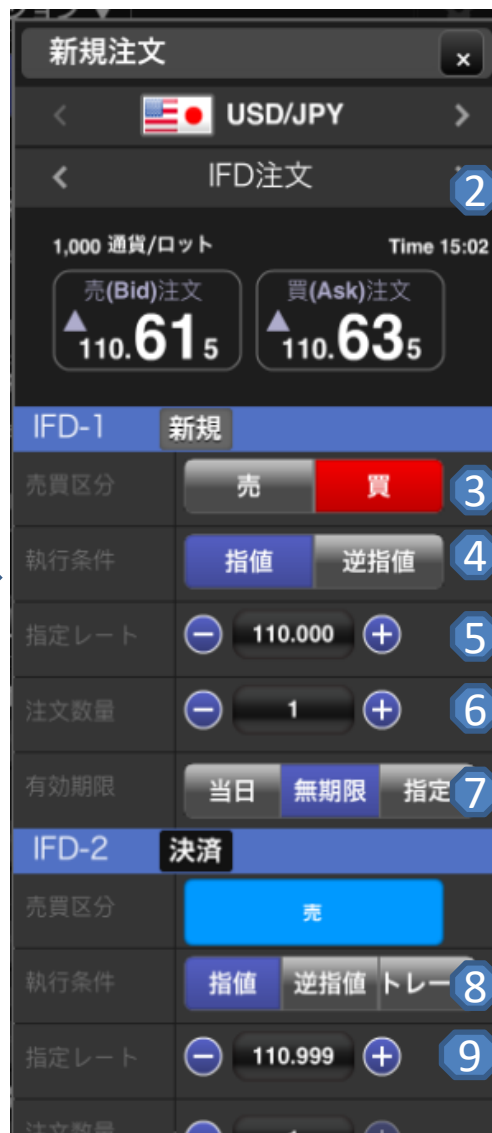 新規注文 ×
< USD/JPY >
< IFD注文 2
1,000 通貨/ロット Time 15:02
売(Bid)注文 買(Ask)注文
▲110.615 ▲110.635
IFD-1 新規
売買区分 売 買 3
執行条件 指値 逆指値 4
指定レート − 110.000 + 5
注文数量 − 1 + 6
有効期限 当日 無期限 指定 7
IFD-2 決済
売買区分 売
執行条件 指値 逆指値 トレー 8
指定レート − 110.999 + 9
注文数量